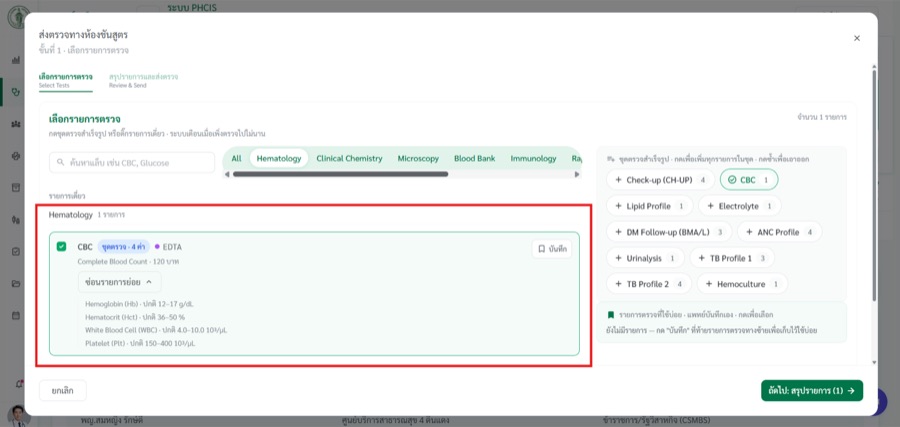 ระบบ PHCIS
ส่งตรวจทางห้องชันสูตร
ขั้นที่ 1 · เลือกรายการตรวจ
เลือกรายการตรวจ
Select Tests
สรุปรายการและส่งตรวจ
Review & Send
เลือกรายการตรวจ
กดชุดตรวจสำเร็จรูป หรือติ๊กรายการเดี่ยว · ระบบเตือนเมื่อเพิ่งตรวจไปไม่นาน
จำนวน 1 รายการ
ค้นหาแล็บ เช่น CBC, Glucose
All Hematology Clinical Chemistry Microscopy Blood Bank Immunology
รายการเดี่ยว
Hematology 1 รายการ
CBC ชุดตรวจ · 4 ค่า EDTA
บันทึก
Complete Blood Count · 120 บาท
ซ่อนรายการย่อย
Hemoglobin (Hb) · ปกติ 12–17 g/dL
Hematocrit (Hct) · ปกติ 36–50 %
White Blood Cell (WBC) · ปกติ 4.0–10.0 10³/µL
Platelet (Plt) · ปกติ 150–400 10³/µL
ชุดตรวจสำเร็จรูป · กดเพื่อเพิ่มทุกรายการในชุด · กดซ้ำเพื่อเอาออก
+ Check-up (CH-UP) 4
CBC 1
+ Lipid Profile 1
+ Electrolyte 1
+ DM Follow-up (BMA/L) 3
+ ANC Profile 4
+ Urinalysis 1
+ TB Profile 1 3
+ TB Profile 2 4
+ Hemoculture 1
รายการตรวจที่ใช้บ่อย · แพทย์บันทึกเอง · กดเพื่อเลือก
ยังไม่มีรายการ — กด "บันทึก" ที่ท้ายรายการตรวจทางซ้ายเพื่อเก็บไว้ใช้บ่อย
ยกเลิก
ถัดไป: สรุปรายการ (1) →
พญ.สมหญิง รักษ์ดี
ศูนย์บริการสาธารณสุข 4 ดินแดง
ข้าราชการ/รัฐวิสาหกิจ (CSMBS)